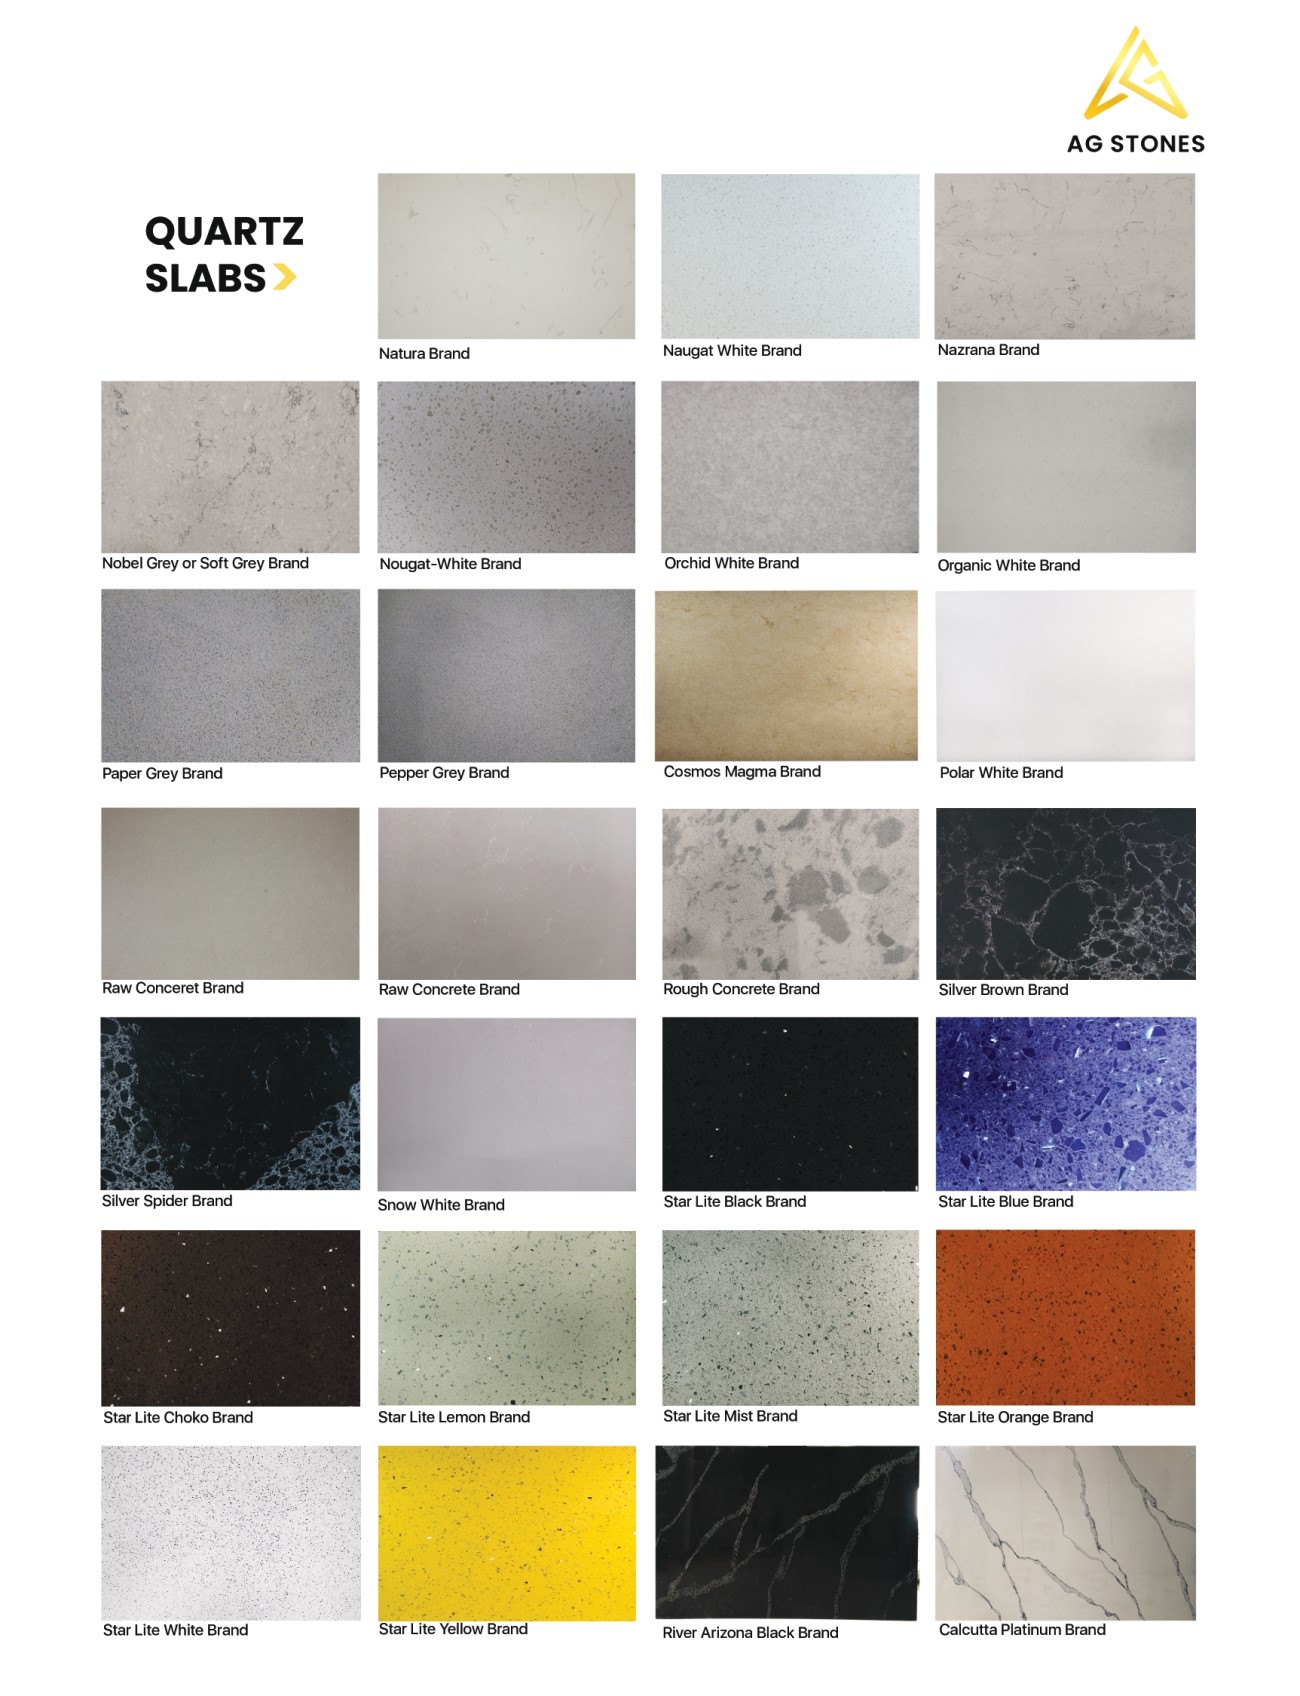 AG STONES
QUARTZ
SLABS
Natura Brand
Naugat White Brand
Nazrana Brand
Nobel Grey or Soft Grey Brand
Nougat-White Brand
Orchid White Brand
Organic White Brand
Paper Grey Brand
Pepper Grey Brand
Cosmos Magma Brand
Polar White Brand
Raw Conceret Brand
Raw Concrete Brand
Rough Concrete Brand
Silver Brown Brand
Silver Spider Brand
Snow White Brand
Star Lite Black Brand
Star Lite Blue Brand
Star Lite Choko Brand
Star Lite Lemon Brand
Star Lite Mist Brand
Star Lite Orange Brand
Star Lite White Brand
Star Lite Yellow Brand
River Arizona Black Brand
Calcutta Platinum Brand